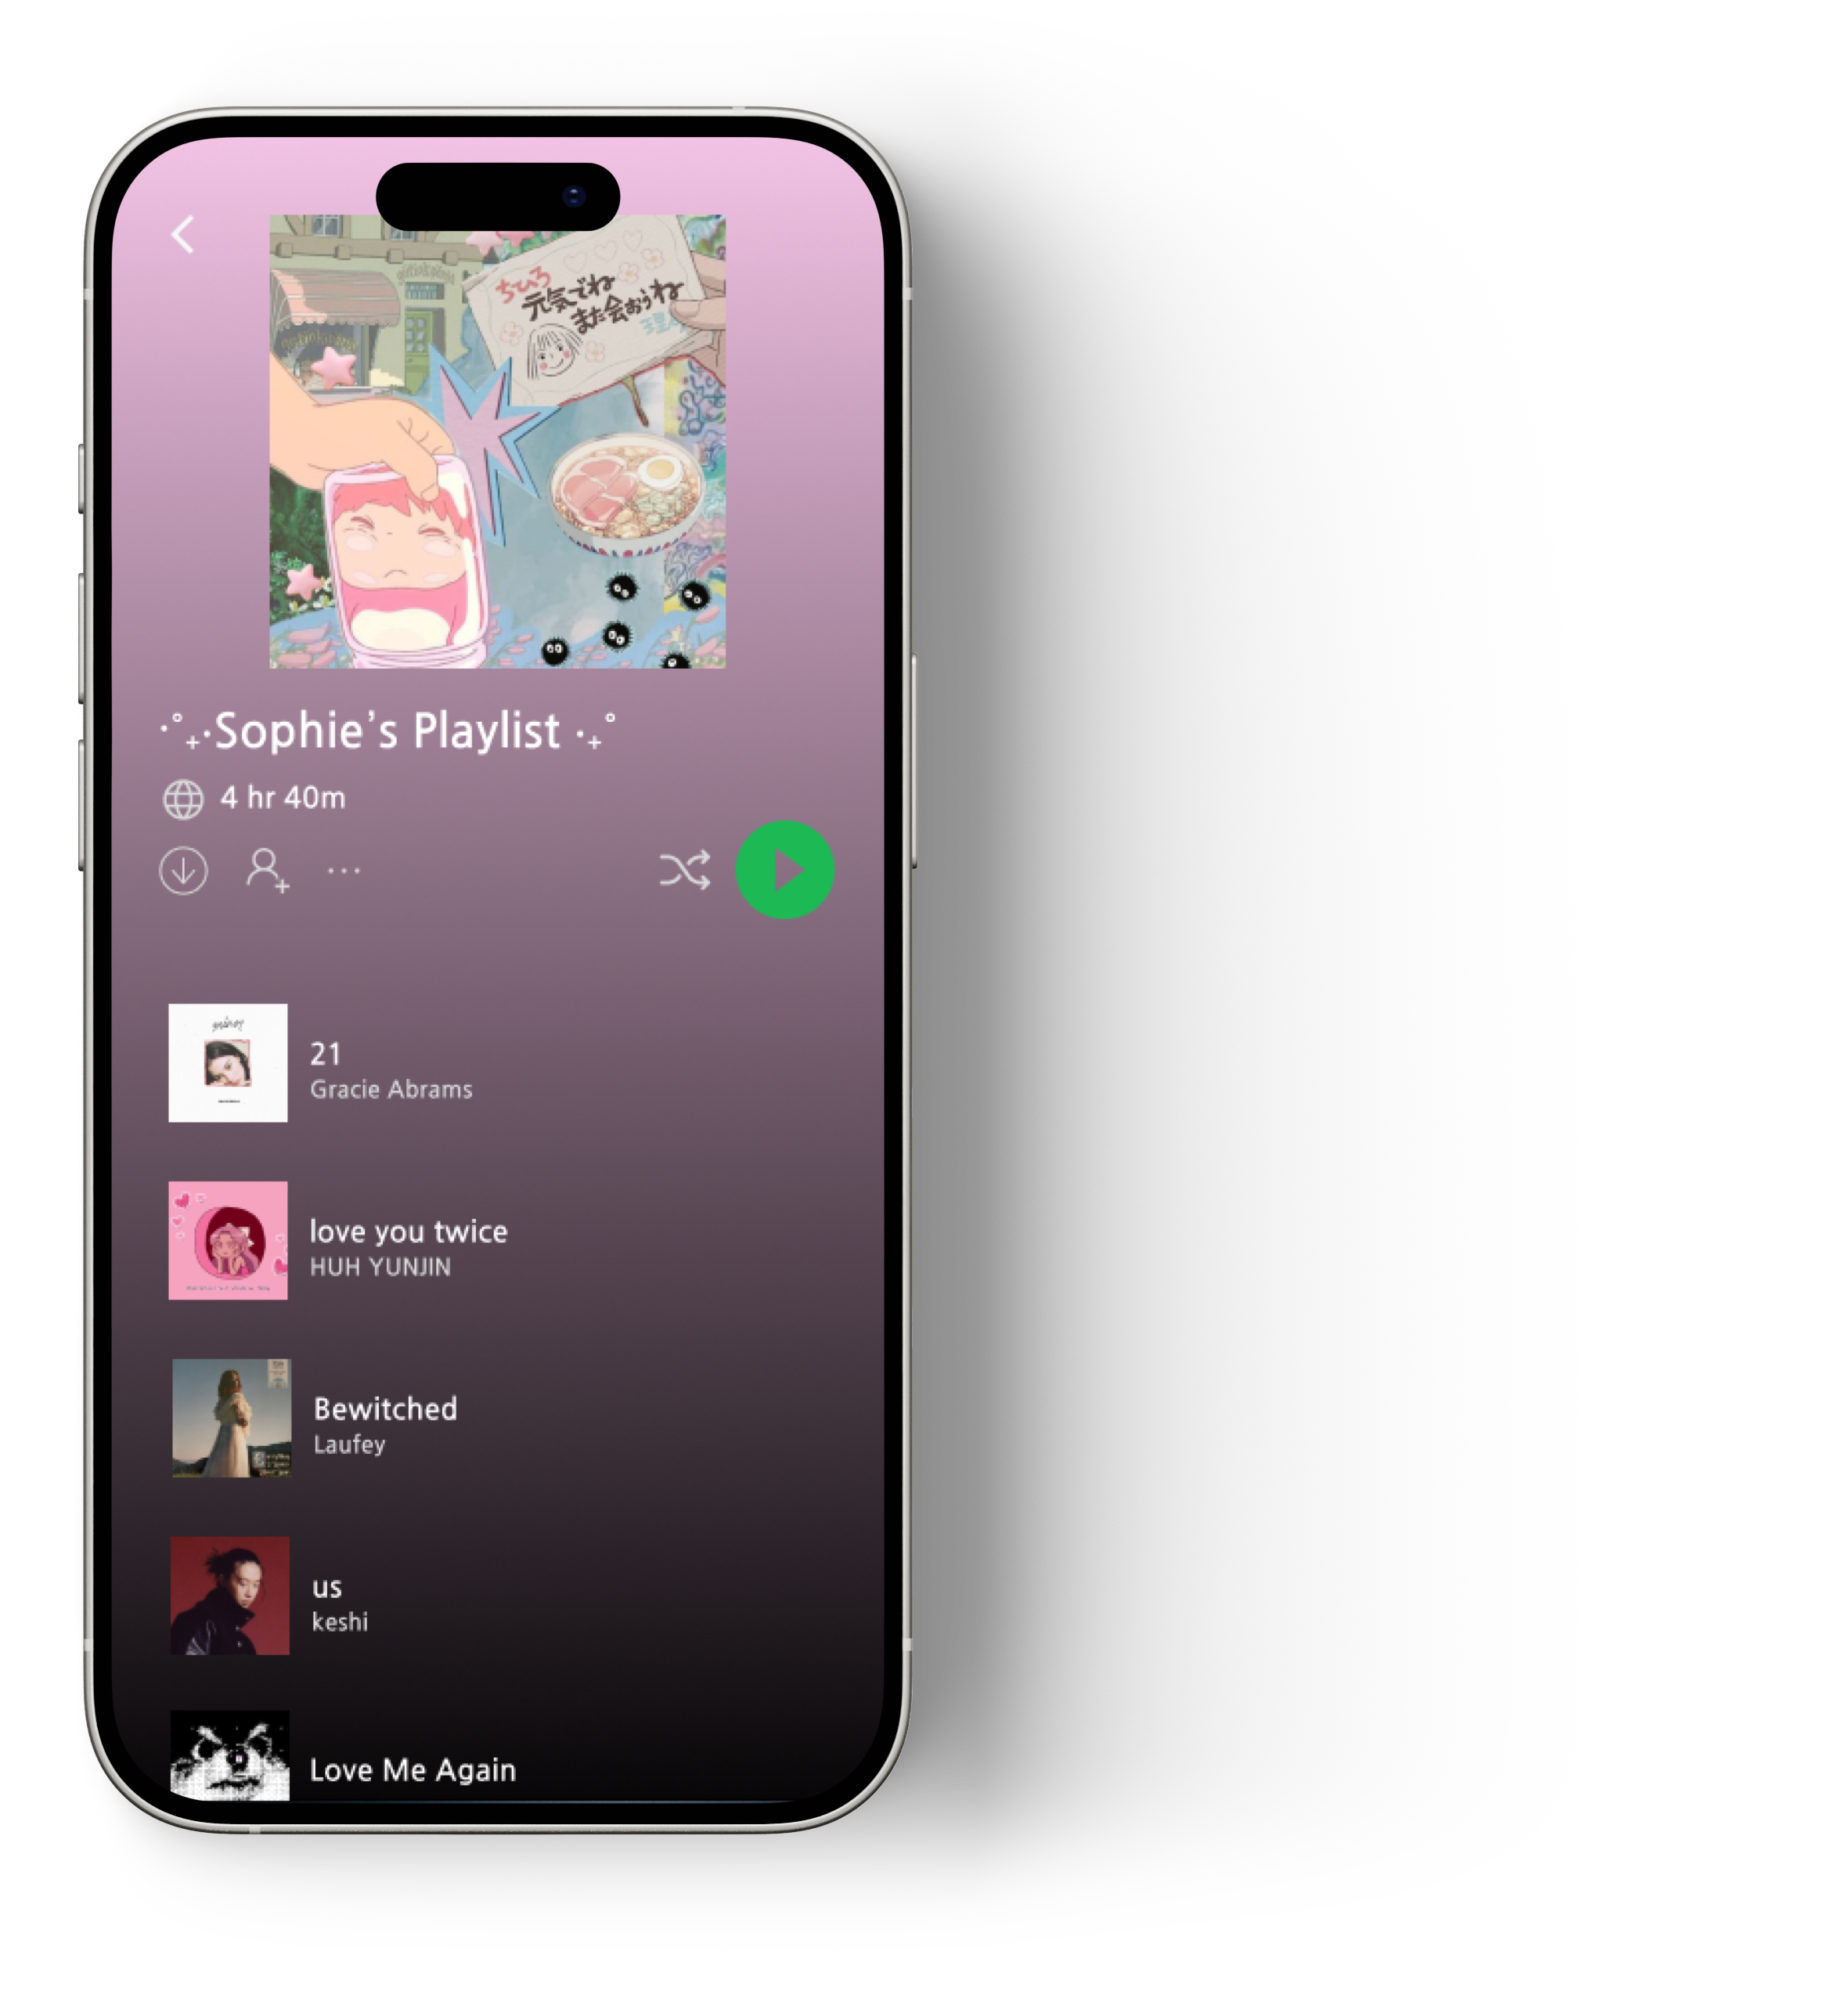 ちひろ
元気でね
また会おうね
理砂
·˚₊·Sophie’s Playlist ·₊˚
4 hr 40m
21
Gracie Abrams
love you twice
HUH YUNJIN
Bewitched
Laufey
us
keshi
Love Me Again